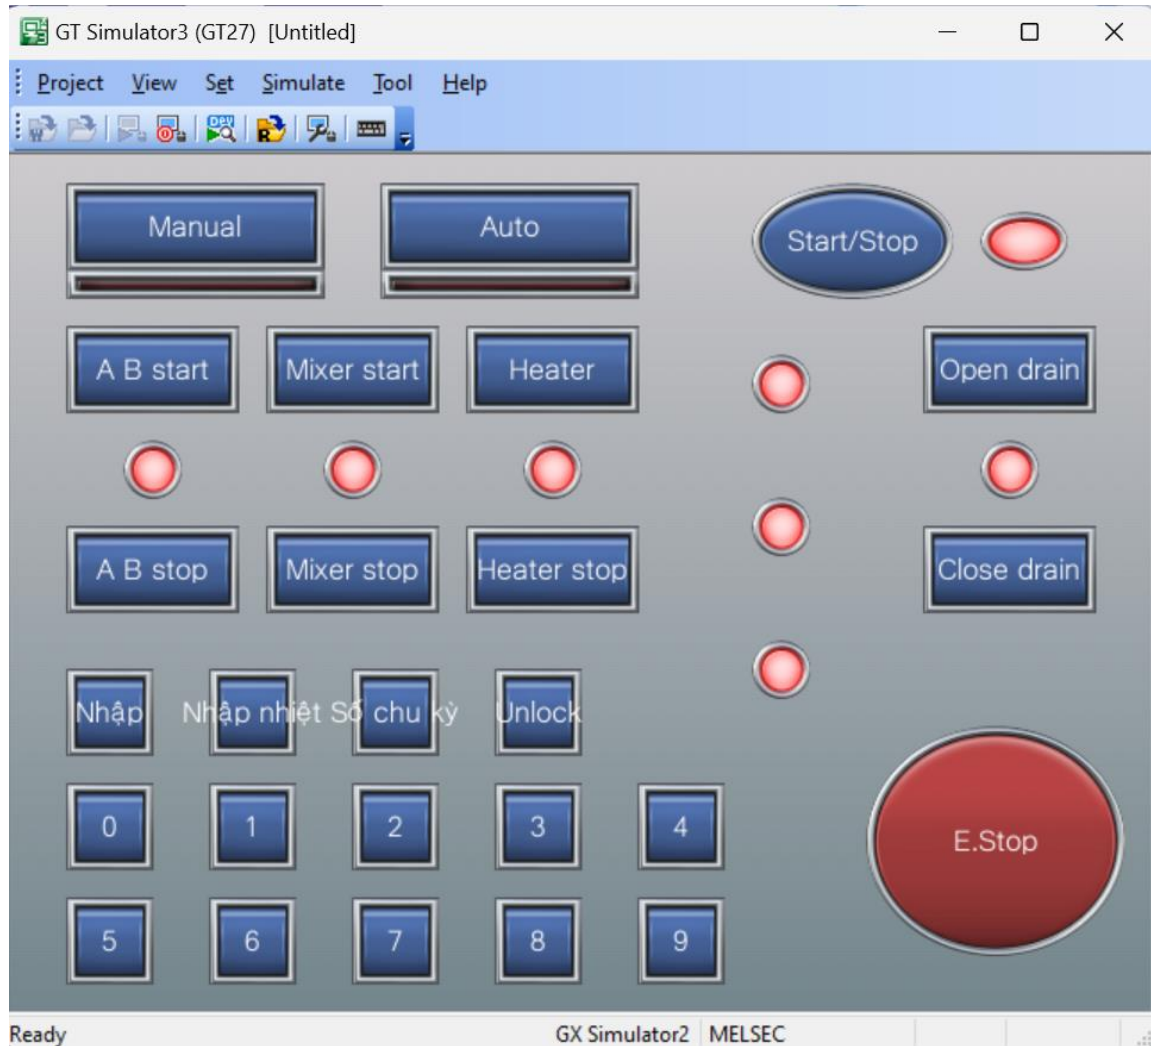 GT Simulator3 (GT27) [Untitled]
Project View Set Simulate Tool Help
Manual Auto Start/Stop
A B start Mixer start Heater Open drain
A B stop Mixer stop Heater stop Close drain
Nhập Nhập nhiệt Số chu kỳ Unlock
0 1 2 3 4
E.Stop
5 6 7 8 9
Ready GX Simulator2 MELSEC